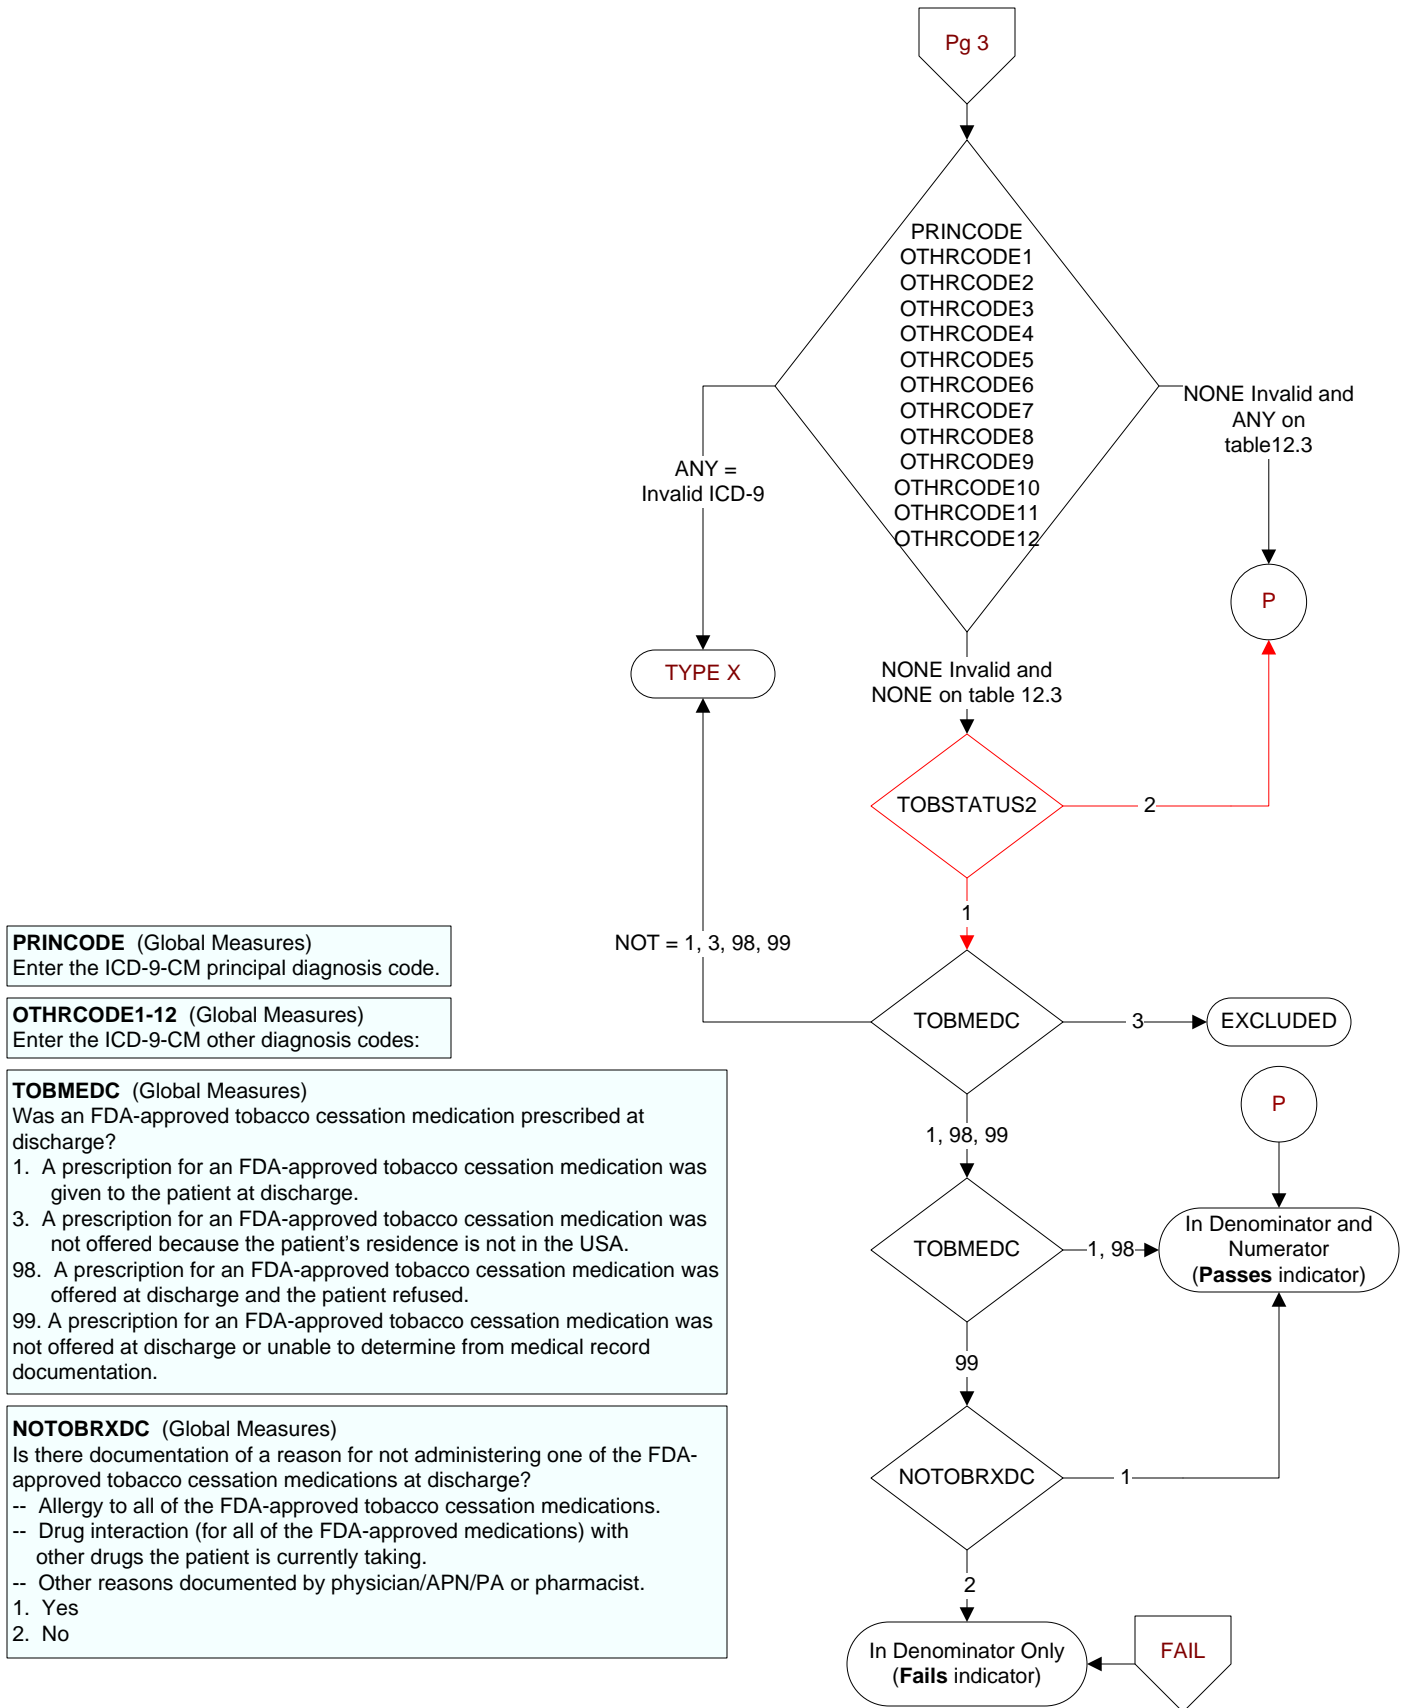 Pg 3
PRINCODE
OTHRCODE1
OTHRCODE2
OTHRCODE3
OTHRCODE4
OTHRCODE5
OTHRCODE6
OTHRCODE7
OTHRCODE8
OTHRCODE9
OTHRCODE10
OTHRCODE11
OTHRCODE12
NONE Invalid and
ANY on
table12.3
ANY =
Invalid ICD-9
P
TYPE X
NONE Invalid and
NONE on table 12.3
TOBSTATUS2
2
1
NOT = 1, 3, 98, 99
TOBMEDC
3
EXCLUDED
P
1, 98, 99
TOBMEDC
1, 98
In Denominator and
Numerator
(Passes indicator)
99
NOTOBRXDC
1
2
In Denominator Only
(Fails indicator)
FAIL
PRINCODE (Global Measures)
Enter the ICD-9-CM principal diagnosis code.
OTHRCODE1-12 (Global Measures)
Enter the ICD-9-CM other diagnosis codes:
TOBMEDC (Global Measures)
Was an FDA-approved tobacco cessation medication prescribed at
discharge?
1. A prescription for an FDA-approved tobacco cessation medication was
given to the patient at discharge.
3. A prescription for an FDA-approved tobacco cessation medication was
not offered because the patient's residence is not in the USA.
98. A prescription for an FDA-approved tobacco cessation medication was
offered at discharge and the patient refused.
99. A prescription for an FDA-approved tobacco cessation medication was
not offered at discharge or unable to determine from medical record
documentation.
NOTOBRXDC (Global Measures)
Is there documentation of a reason for not administering one of the FDA-
approved tobacco cessation medications at discharge?
-- Allergy to all of the FDA-approved tobacco cessation medications.
-- Drug interaction (for all of the FDA-approved medications) with
other drugs the patient is currently taking.
-- Other reasons documented by physician/APN/PA or pharmacist.
1. Yes
2. No